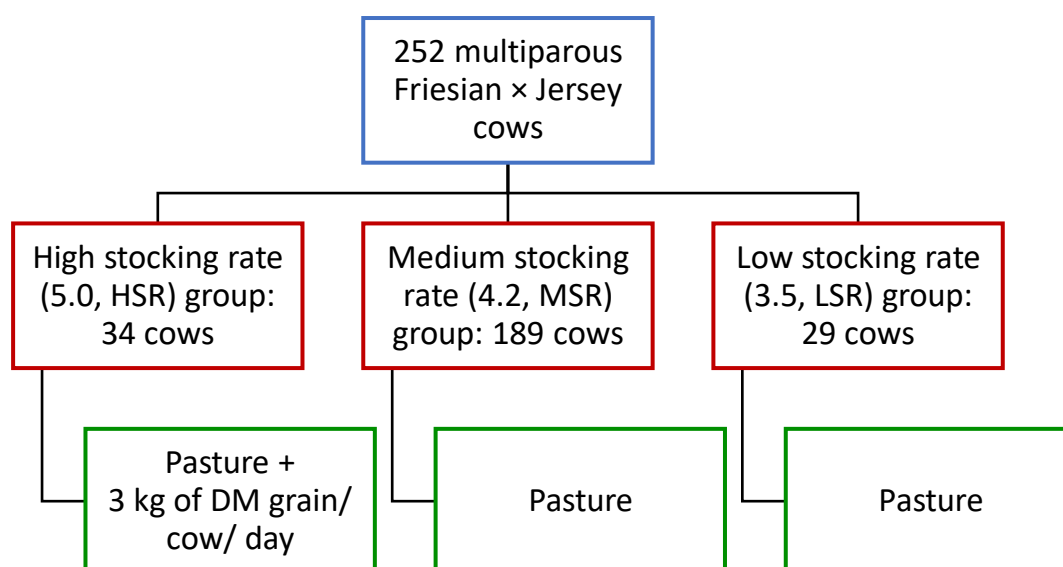 252 multiparous
Friesian × Jersey
cows
High stocking rate
(5.0, HSR) group:
34 cows
Medium stocking
rate (4.2, MSR)
group: 189 cows
Low stocking rate
(3.5, LSR) group:
29 cows
Pasture +
3 kg of DM grain/
cow/ day
Pasture
Pasture